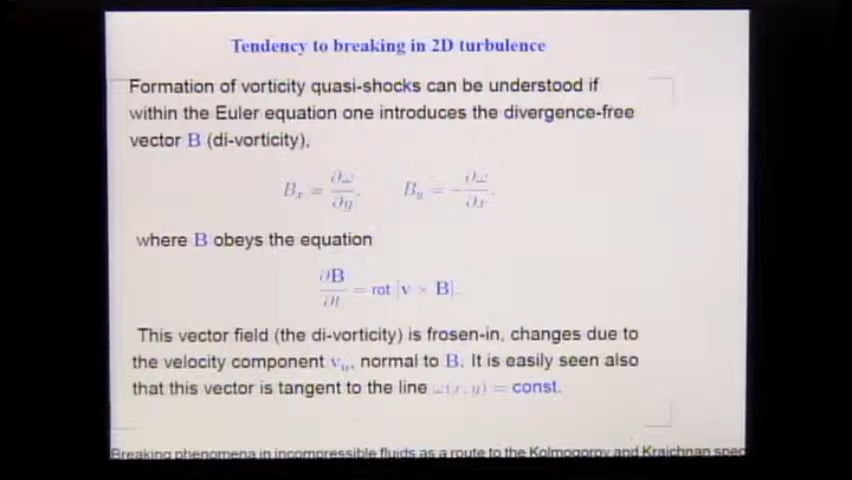 Tendency to breaking in 2D turbulence
Formation of vorticity quasi-shocks can be understood if
within the Euler equation one introduces the divergence-free
vector B (di-vorticity),
Bₓ = ∂ω/∂y, B_y = −∂ω/∂x.
where B obeys the equation
∂B/∂t = rot [v × B].
This vector field (the di-vorticity) is frosen-in, changes due to
the velocity component vₙ, normal to B. It is easily seen also
that this vector is tangent to the line ω(x, y) = const.
Breaking phenomena in incompressible fluids as a route to the Kolmogorov and Kraichnan spec